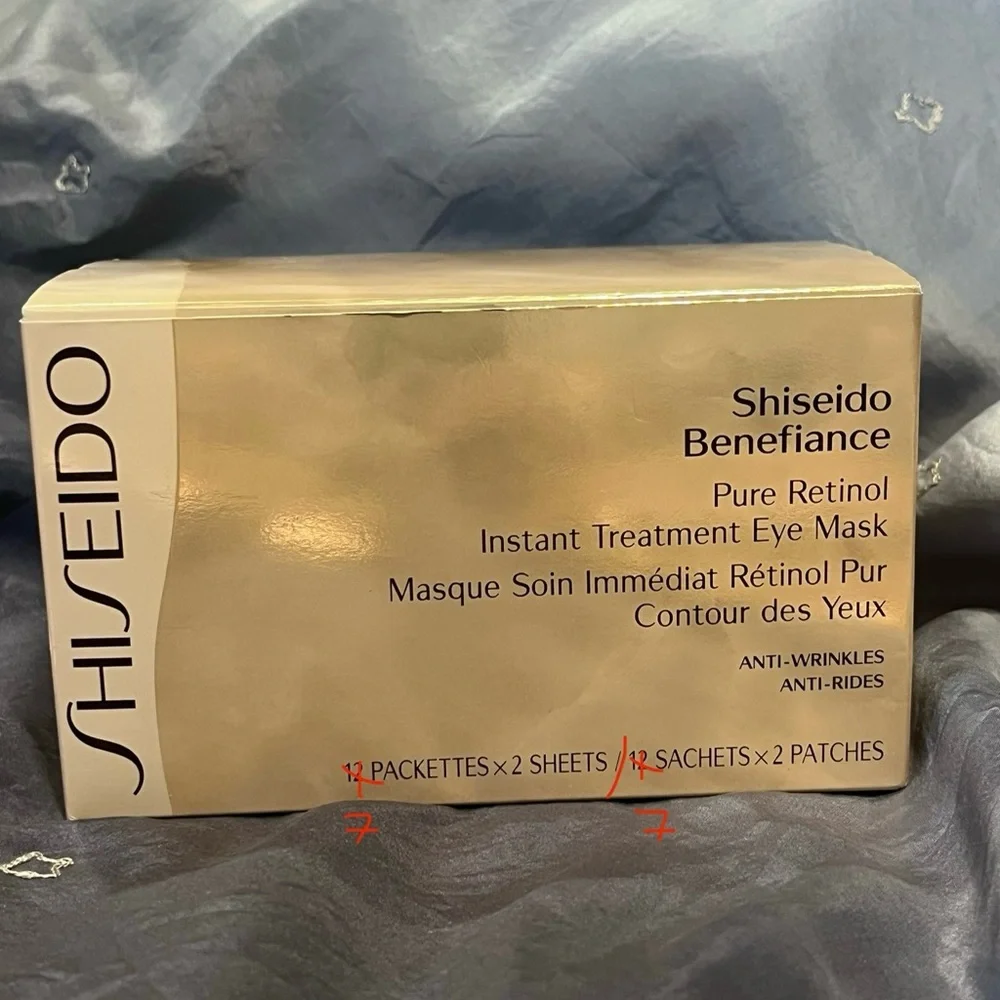 SHISEIDO
Shiseido
Benefiance
Pure Retinol
Instant Treatment Eye Mask
Masque Soin Immédiat Rétinol Pur
Contour des Yeux
ANTI-WRINKLES
ANTI-RIDES
12 PACKETTES×2 SHEETS / 12 SACHETS×2 PATCHES
7 7